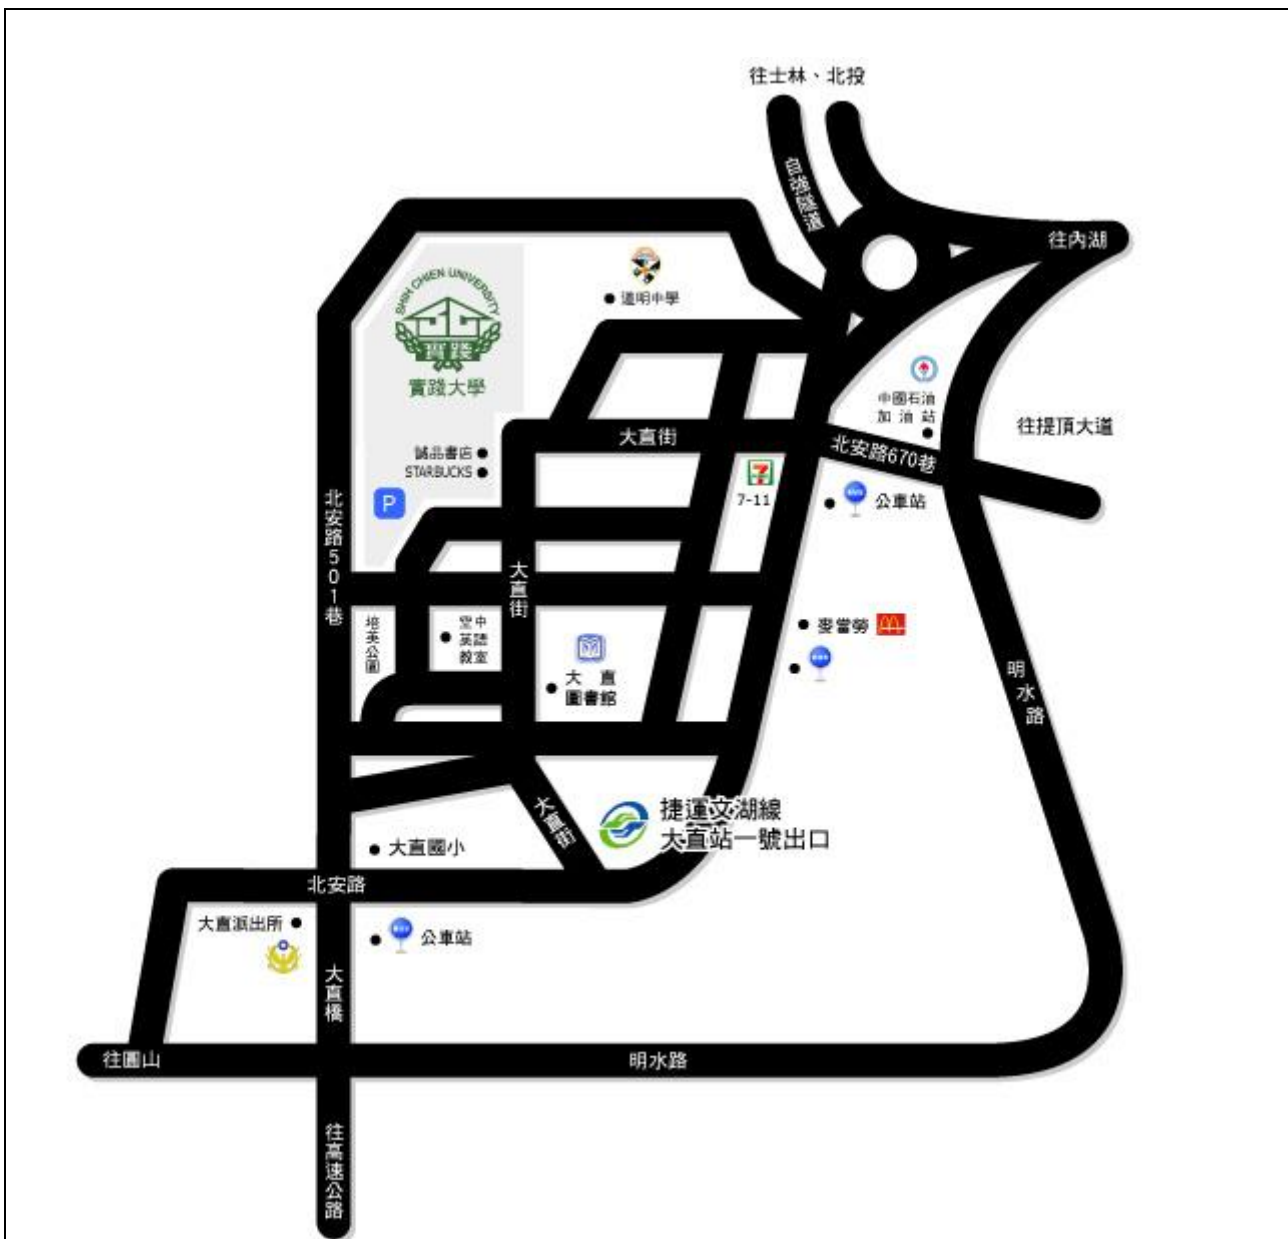 往士林、北投
自強隧道
往內湖
SHIH CHIEN UNIVERSITY
實踐
實踐大學
道明中學
中國石油
加油站
往提頂大道
大直街
北安路670巷
誠品書店
STARBUCKS
P
7
7-11
公車站
北安路501巷
大直街
培英公園
空中
英語
教室
大直
圖書館
麥當勞
明水路
大直街
捷運文湖線
大直站一號出口
大直國小
北安路
大直派出所
公車站
大直橋
往圓山
明水路
往高速公路